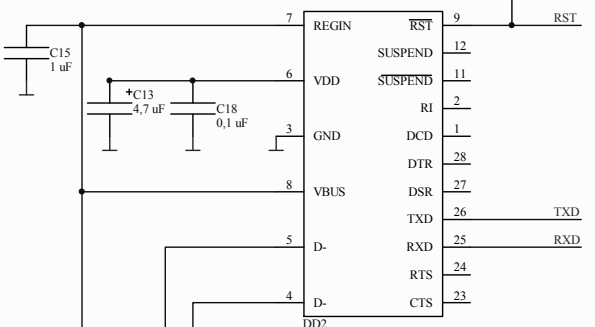 7 REGIN RST 9 RST
C15
1 uF
SUSPEND 12
6 VDD SUSPEND 11
+C13
4,7 uF
C18
0,1 uF
RI 2
3 GND DCD 1
DTR 28
8 VBUS DSR 27
TXD 26 TXD
5 D- RXD 25 RXD
RTS 24
4 D- CTS 23
DD2